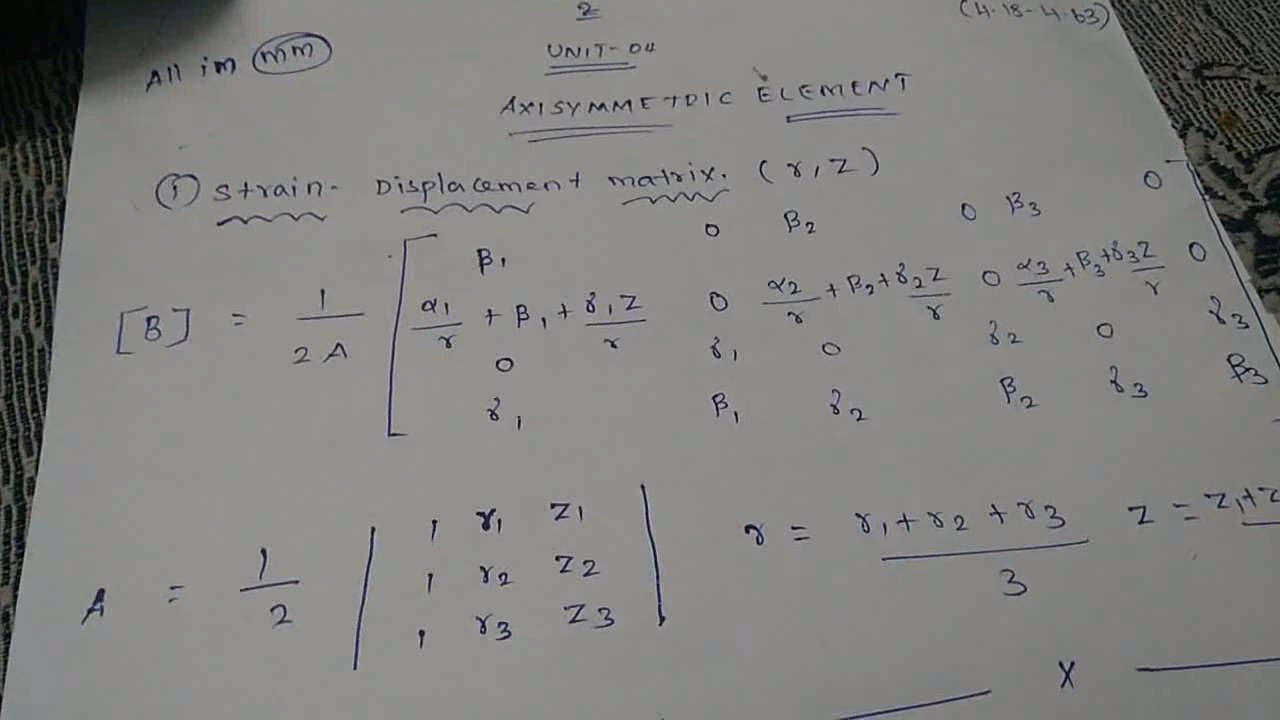 2
(4.18-4.63)
All im mm
UNIT-04
AXISYMMETRIC ELEMENT
① Strain- Displacement matrix. (r,z)
[B] = 1/2A [
β₁ 0 β₂ 0 β₃ 0
α₁/r + β₁ + γ₁z/r 0 α₂/r + β₂ + γ₂z/r 0 α₃/r + β₃ + γ₃z/r 0
0 γ₁ 0 γ₂ 0 γ₃
γ₁ β₁ γ₂ β₂ γ₃ β₃
A = 1/2 | 1 r₁ z₁
1 r₂ z₂
1 r₃ z₃ |
r = r₁+r₂+r₃/3 z = z₁+z
x